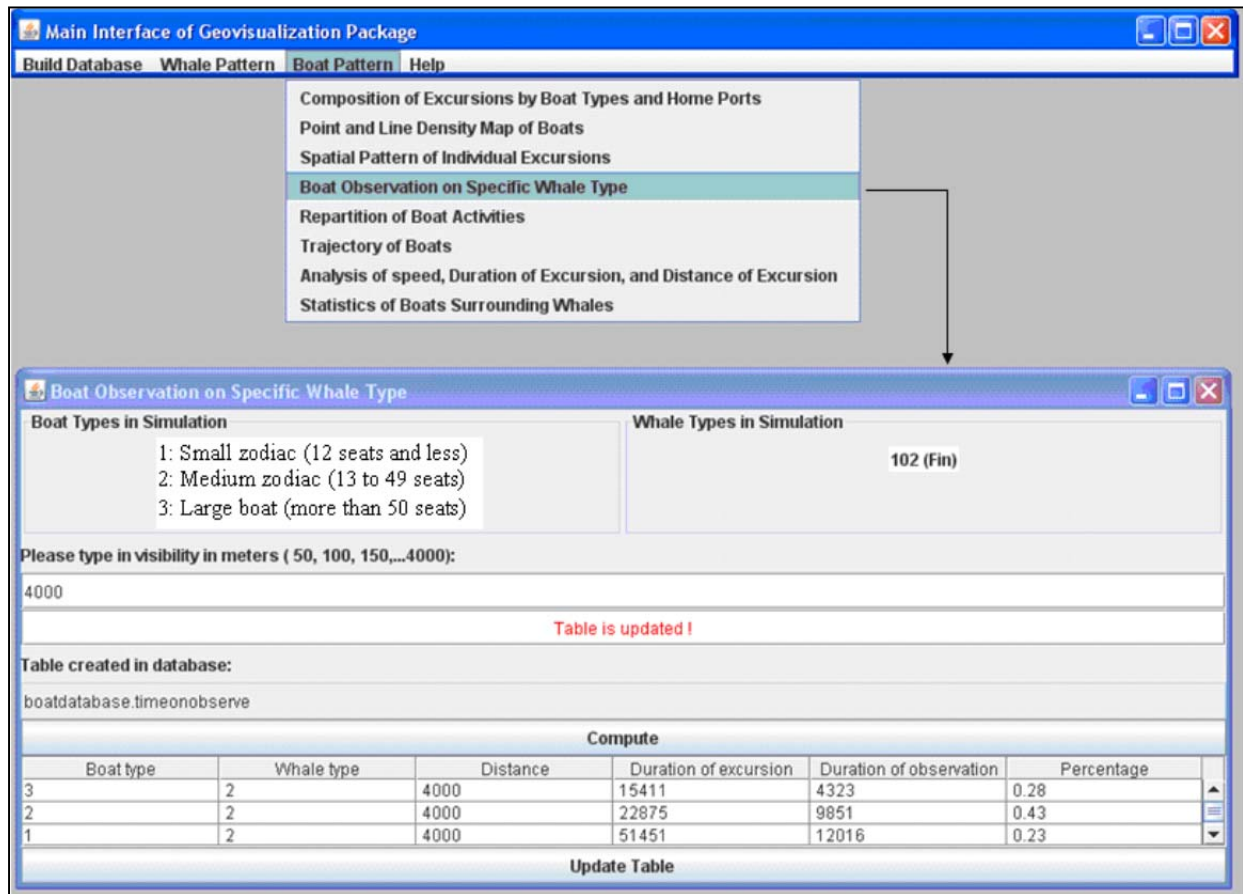 Main Interface of Geovisualization Package
Build Database Whale Pattern Boat Pattern Help
Composition of Excursions by Boat Types and Home Ports
Point and Line Density Map of Boats
Spatial Pattern of Individual Excursions
Boat Observation on Specific Whale Type
Repartition of Boat Activities
Trajectory of Boats
Analysis of speed, Duration of Excursion, and Distance of Excursion
Statistics of Boats Surrounding Whales
Boat Observation on Specific Whale Type
Boat Types in Simulation
1: Small zodiac (12 seats and less)
2: Medium zodiac (13 to 49 seats)
3: Large boat (more than 50 seats)
Whale Types in Simulation
102 (Fin)
Please type in visibility in meters ( 50, 100, 150,...4000):
4000
Table is updated !
Table created in database:
boatdatabase.timeonobserve
Compute
Boat type Whale type Distance Duration of excursion Duration of observation Percentage
3 2 4000 15411 4323 0.28
2 2 4000 22875 9851 0.43
1 2 4000 51451 12016 0.23
Update Table